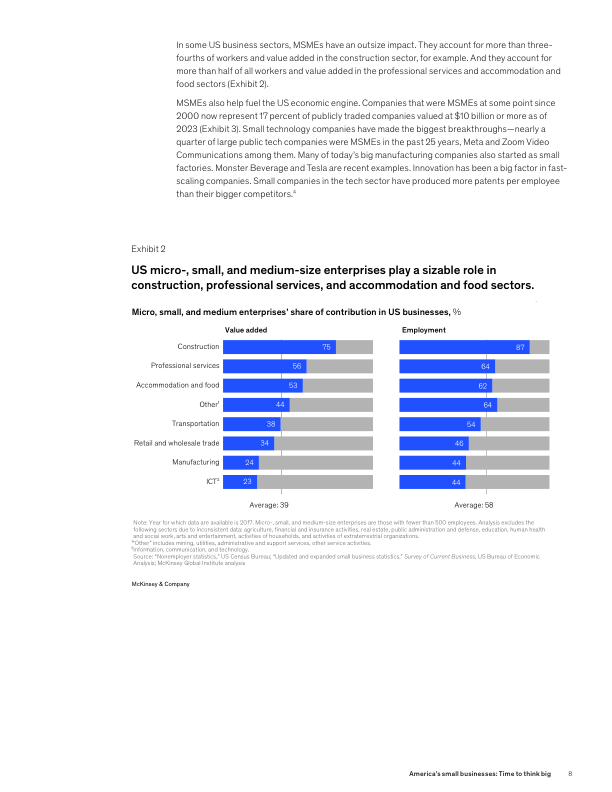 In some US business sectors, MSMEs have an outsize impact. They account for more than three-
fourths of workers and value added in the construction sector, for example. And they account for
more than half of all workers and value added in the professional services and accommodation and
food sectors (Exhibit 2).
MSMEs also help fuel the US economic engine. Companies that were MSMEs at some point since
2000 now represent 17 percent of publicly traded companies valued at $10 billion or more as of
2023 (Exhibit 3). Small technology companies have made the biggest breakthroughs—nearly a
quarter of large public tech companies were MSMEs in the past 25 years, Meta and Zoom Video
Communications among them. Many of today's big manufacturing companies also started as small
factories. Monster Beverage and Tesla are recent examples. Innovation has been a big factor in fast-
scaling companies. Small companies in the tech sector have produced more patents per employee
than their bigger competitors.⁴
Exhibit 2
US micro-, small, and medium-size enterprises play a sizable role in
construction, professional services, and accommodation and food sectors.
Micro, small, and medium enterprises' share of contribution in US businesses, %
Value added Employment
Construction 75 87
Professional services 56 64
Accommodation and food 53 62
Other¹ 44 64
Transportation 38 54
Retail and wholesale trade 34 46
Manufacturing 24 44
ICT² 23 44
Average: 39 Average: 58
Note: Year for which data are available is 2017. Micro-, small, and medium-size enterprises are those with fewer than 500 employees. Analysis excludes the
following sectors due to inconsistent data: agriculture, financial and insurance activities, real estate, public administration and defense, education, human health
and social work, arts and entertainment, activities of households, and activities of extraterrestrial organizations.
¹"Other" includes mining, utilities, administrative and support services, other service activities.
²Information, communication, and technology.
Source: "Nonemployer statistics," US Census Bureau; "Updated and expanded small business statistics," Survey of Current Business, US Bureau of Economic
Analysis; McKinsey Global Institute analysis
McKinsey & Company
America's small businesses: Time to think big 8